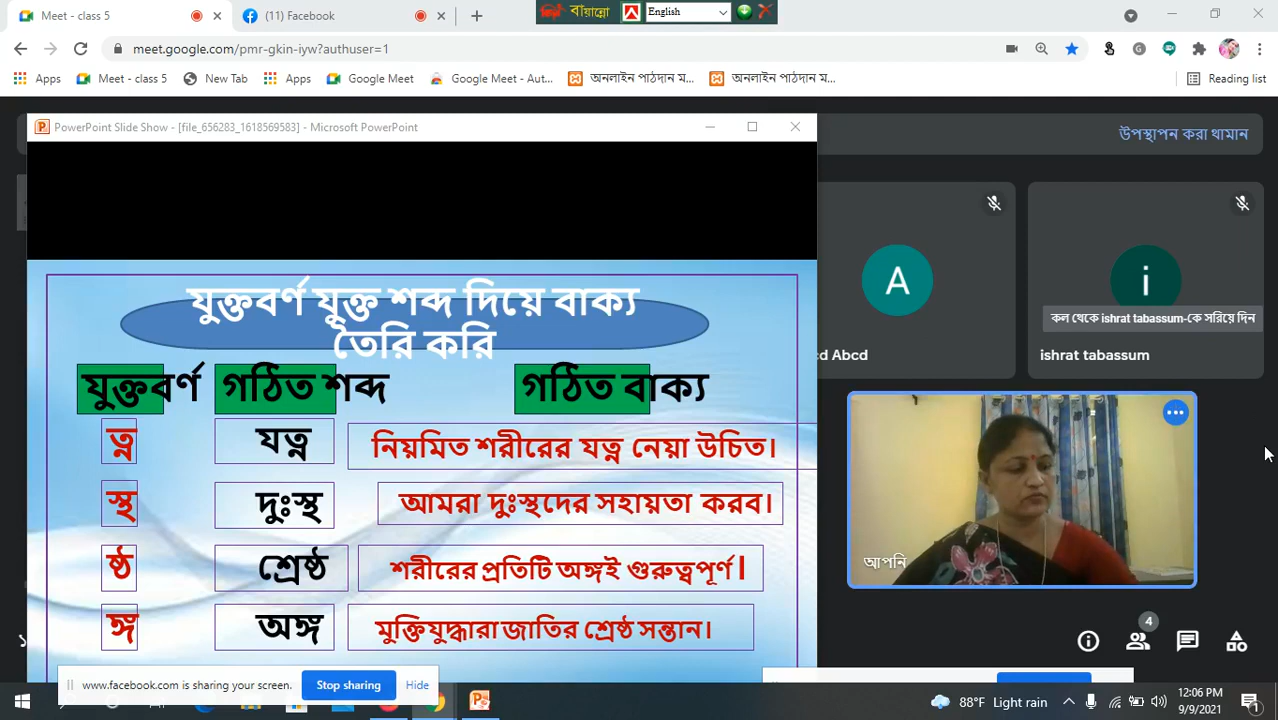 Meet - class 5
(11) Facebook
বায়ান্নো
English
meet.google.com/pmr-gkin-iyw?authuser=1
Apps
Meet - class 5
New Tab
Apps
Google Meet
Google Meet - Aut...
অনলাইন পাঠদান ম...
অনলাইন পাঠদান ম...
Reading list
PowerPoint Slide Show - [file_656283_1618569583] - Microsoft PowerPoint
উপস্থাপন করা থামান
যুক্তবর্ণ যুক্ত শব্দ দিয়ে বাক্য
তৈরি করি
যুক্তবর্ণ গঠিত শব্দ গঠিত বাক্য
ত্ন যত্ন নিয়মিত শরীরের যত্ন নেয়া উচিত।
স্থ দুঃস্থ আমরা দুঃস্থদের সহায়তা করব।
ষ্ঠ শ্রেষ্ঠ শরীরের প্রতিটি অঙ্গই গুরুত্বপূর্ণ।
ঙ্গ অঙ্গ মুক্তিযুদ্ধারা জাতির শ্রেষ্ঠ সন্তান।
A
d Abcd
i
কল থেকে ishrat tabassum-কে সরিয়ে দিন
ishrat tabassum
আপনি
4
www.facebook.com is sharing your screen.
Stop sharing
Hide
88°F Light rain
12:06 PM
9/9/2021
1